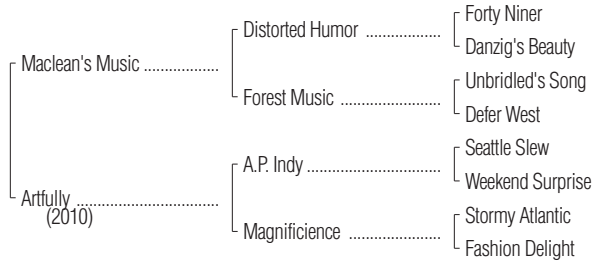 Forty Niner
Distorted Humor ..................
Danzig's Beauty
Maclean's Music ..................
Unbridled's Song
Forest Music ........................
Defer West
Seattle Slew
A.P. Indy ................................
Weekend Surprise
Artfully ..................................
(2010)
Stormy Atlantic
Magnificience ......................
Fashion Delight